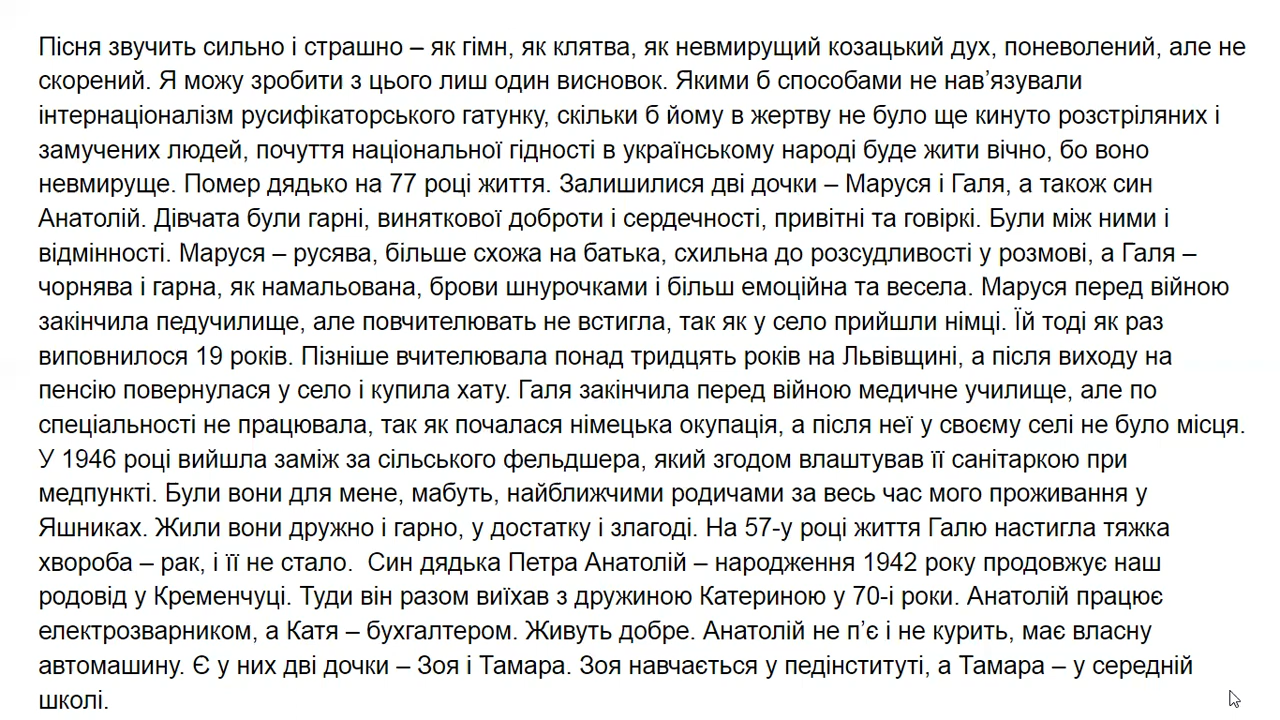 Пісня звучить сильно і страшно – як гімн, як клятва, як невмирущий козацький дух, поневолений, але не
скорений. Я можу зробити з цього лиш один висновок. Якими б способами не нав’язували
інтернаціоналізм русифікаторського гатунку, скільки б йому в жертву не було ще кинуто розстріляних і
замучених людей, почуття національної гідності в українському народі буде жити вічно, бо воно
невмируще. Помер дядько на 77 році життя. Залишилися дві дочки – Маруся і Галя, а також син
Анатолій. Дівчата були гарні, виняткової доброти і сердечності, привітні та говіркі. Були між ними і
відмінності. Маруся – русява, більше схожа на батька, схильна до розсудливості у розмові, а Галя –
чорнява і гарна, як намальована, брови шнурочками і більш емоційна та весела. Маруся перед війною
закінчила педучилище, але повчителювать не встигла, так як у село прийшли німці. Їй тоді як раз
виповнилося 19 років. Пізніше вчителювала понад тридцять років на Львівщині, а після виходу на
пенсію повернулася у село і купила хату. Галя закінчила перед війною медичне училище, але по
спеціальності не працювала, так як почалася німецька окупація, а після неї у своєму селі не було місця.
У 1946 році вийшла заміж за сільського фельдшера, який згодом влаштував її санітаркою при
медпункті. Були вони для мене, мабуть, найближчими родичами за весь час мого проживання у
Яшниках. Жили вони дружно і гарно, у достатку і злагоді. На 57-у році життя Галю настигла тяжка
хвороба – рак, і її не стало.  Син дядька Петра Анатолій – народження 1942 року продовжує наш
родовід у Кременчуці. Туди він разом виїхав з дружиною Катериною у 70-і роки. Анатолій працює
електрозварником, а Катя – бухгалтером. Живуть добре. Анатолій не п’є і не курить, має власну
автомашину. Є у них дві дочки – Зоя і Тамара. Зоя навчається у педінституті, а Тамара – у середній
школі.